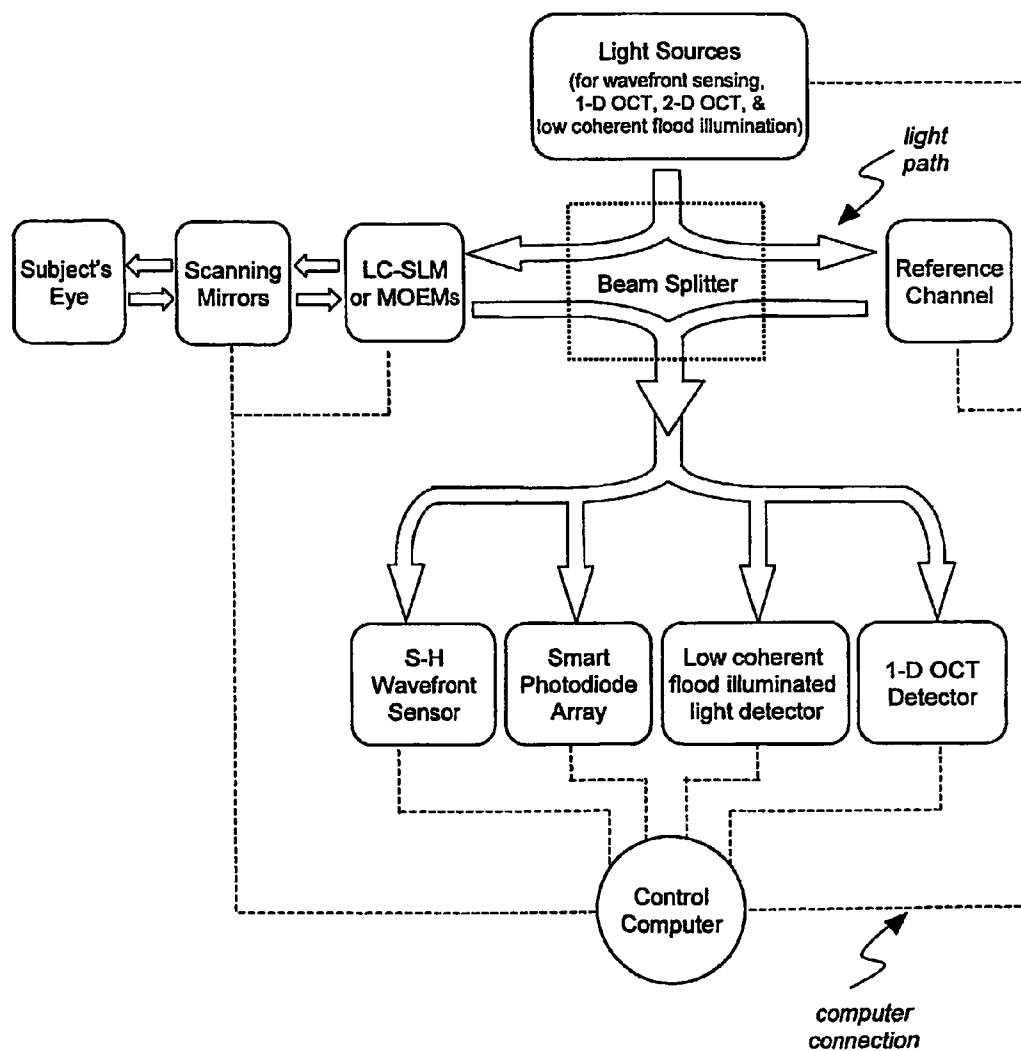 Light Sources
(for wavefront sensing,
1-D OCT, 2-D OCT, &
low coherent flood illumination)
light
path
Subject's
Eye
Scanning
Mirrors
LC-SLM
or MOEMs
Beam Splitter
Reference
Channel
S-H
Wavefront
Sensor
Smart
Photodiode
Array
Low coherent
flood illuminated
light detector
1-D OCT
Detector
Control
Computer
computer
connection